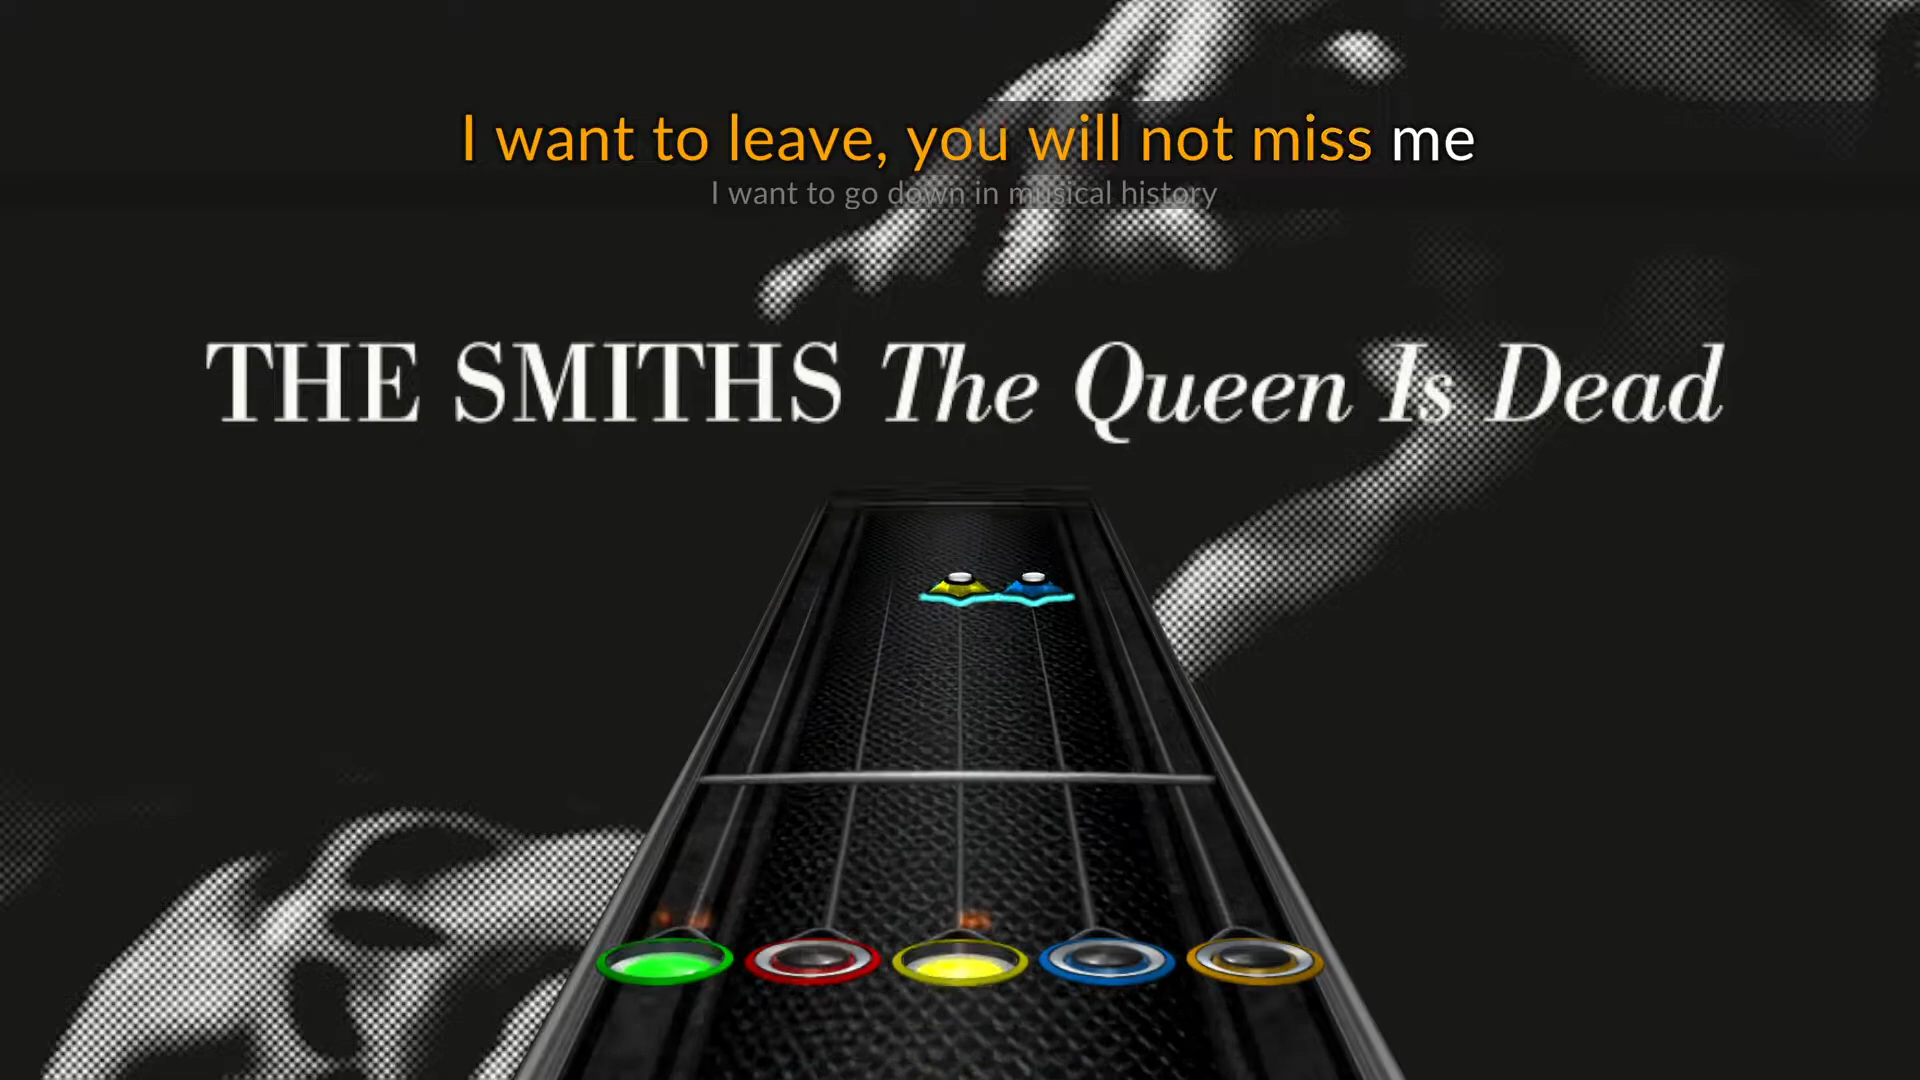 I want to leave, you will not miss me
I want to go down in musical history
THE SMITHS The Queen Is Dead